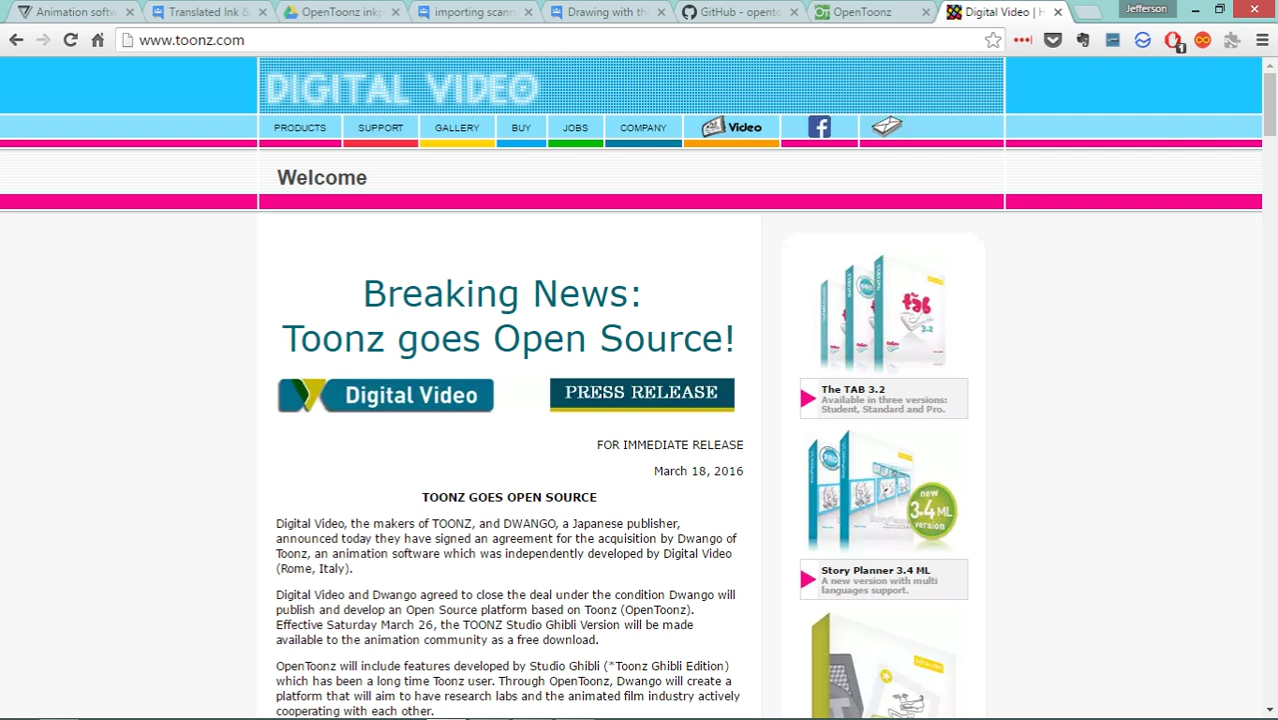 Animation softw
Translated Ink &
OpenToonz inkp
importing scann
Drawing with the
GitHub - opento
OpenToonz
Digital Video | H
Jefferson
www.toonz.com
1
DIGITAL VIDEO
PRODUCTS
SUPPORT
GALLERY
BUY
JOBS
COMPANY
Video
Welcome
Breaking News:
Toonz goes Open Source!
Digital Video
PRESS RELEASE
FOR IMMEDIATE RELEASE
March 18, 2016
TOONZ GOES OPEN SOURCE
Digital Video, the makers of TOONZ, and DWANGO, a Japanese publisher,
announced today they have signed an agreement for the acquisition by Dwango of
Toonz, an animation software which was independently developed by Digital Video
(Rome, Italy).
Digital Video and Dwango agreed to close the deal under the condition Dwango will
publish and develop an Open Source platform based on Toonz (OpenToonz).
Effective Saturday March 26, the TOONZ Studio Ghibli Version will be made
available to the animation community as a free download.
OpenToonz will include features developed by Studio Ghibli (*Toonz Ghibli Edition)
which has been a long time Toonz user. Through OpenToonz, Dwango will create a
platform that will aim to have research labs and the animated film industry actively
cooperating with each other.
tab
3.2
The TAB 3.2
Available in three versions:
Student, Standard and Pro.
PRO
new
3.4 ML
version
Story Planner 3.4 ML
A new version with multi
languages support.